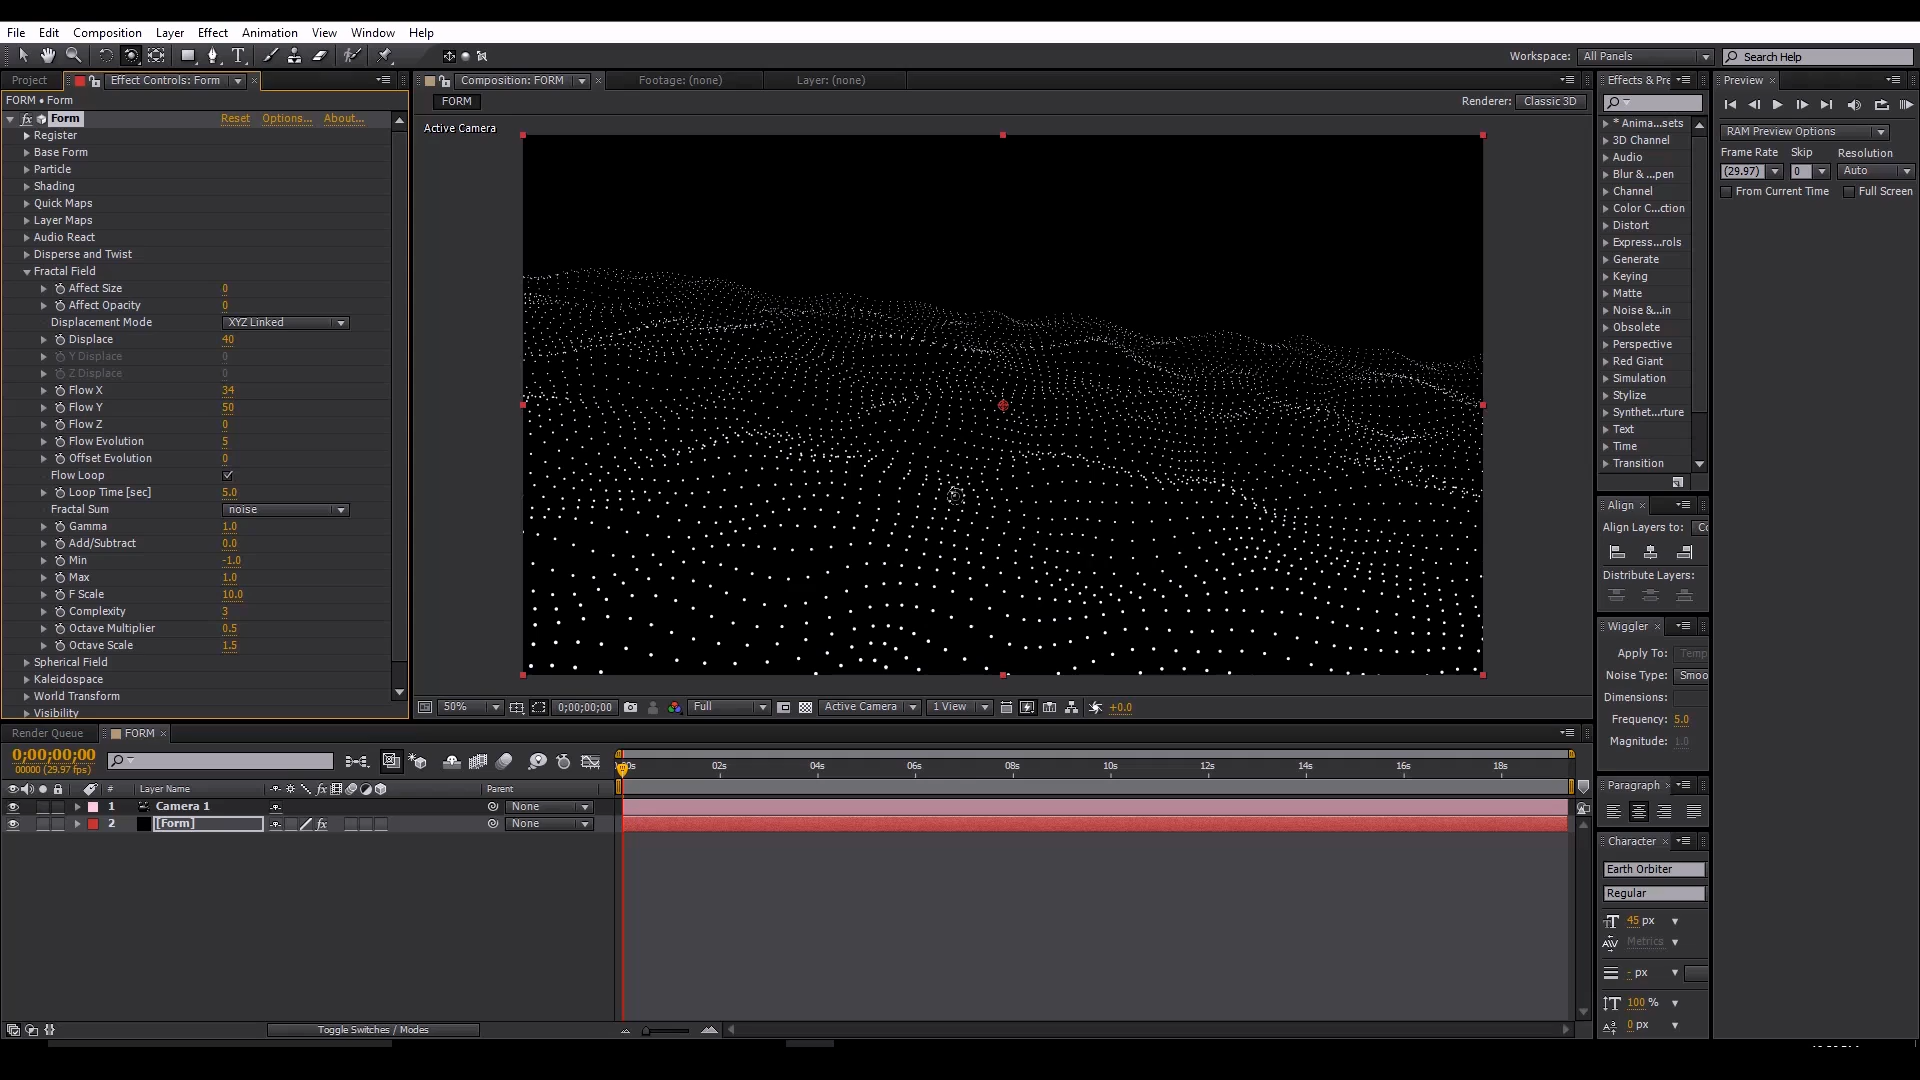 File Edit Composition Layer Effect Animation View Window Help
Workspace: All Panels Search Help
Project Effect Controls: Form
Composition: FORM Footage: (none) Layer: (none)
Effects & Pre Preview
FORM • Form
FORM
Renderer: Classic 3D
Active Camera
fx Form Reset Options... About...
Register
Base Form
Particle
Shading
Quick Maps
Layer Maps
Audio React
Disperse and Twist
Fractal Field
Affect Size 0
Affect Opacity 0
Displacement Mode XYZ Linked
Displace 40
Y Displace 0
Z Displace 0
Flow X 34
Flow Y 50
Flow Z 0
Flow Evolution 5
Offset Evolution 0
Flow Loop
Loop Time [sec] 5.0
Fractal Sum noise
Gamma 1.0
Add/Subtract 0.0
Min -1.0
Max 1.0
F Scale 10.0
Complexity 3
Octave Multiplier 0.5
Octave Scale 1.5
Spherical Field
Kaleidospace
World Transform
Visibility
50% 0;00;00;00 Full Active Camera 1 View +0.0
* Anima...sets
3D Channel
Audio
Blur & ...pen
Channel
Color C...ction
Distort
Express...rols
Generate
Keying
Matte
Noise &...in
Obsolete
Perspective
Red Giant
Simulation
Stylize
Synthet...rture
Text
Time
Transition
RAM Preview Options
Frame Rate Skip Resolution
(29.97) 0 Auto
From Current Time Full Screen
Align
Align Layers to:
Distribute Layers:
Wiggler
Apply To: Temp
Noise Type: Smoo
Dimensions:
Frequency: 5.0
Magnitude: 1.0
Paragraph
Character
Earth Orbiter
Regular
45 px
Metrics
- px
100 %
0 px
Render Queue FORM
0;00;00;00
00000 (29.97 fps)
# Layer Name fx Parent
1 Camera 1 None
2 [Form] fx None
02s 04s 06s 08s 10s 12s 14s 16s 18s
Toggle Switches / Modes